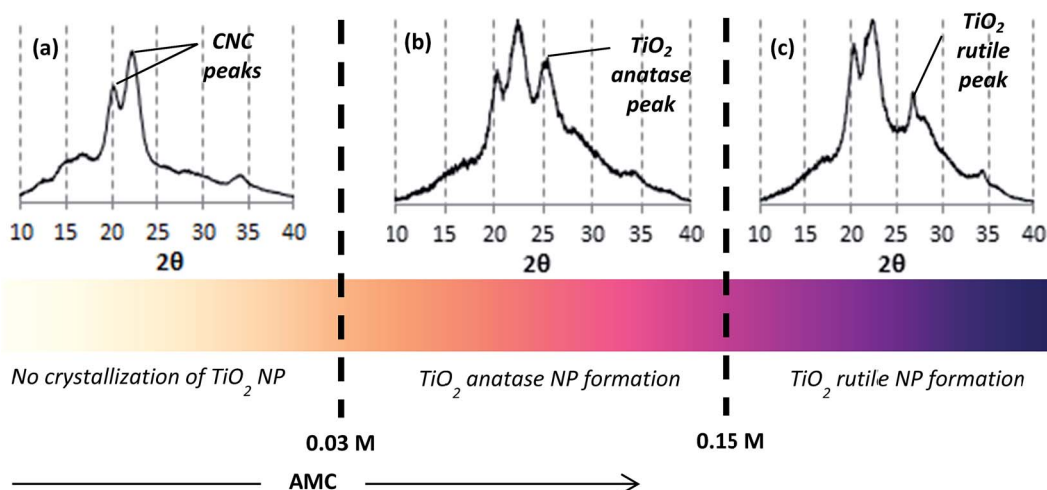 (a)
CNC
peaks
10 15 20 25 30 35 40
2θ
(b)
TiO2
anatase
peak
10 15 20 25 30 35 40
2θ
(c)
TiO2
rutile
peak
10 15 20 25 30 35 40
2θ
No crystallization of TiO2 NP
TiO2 anatase NP formation
TiO2 rutile NP formation
0.03 M
0.15 M
AMC